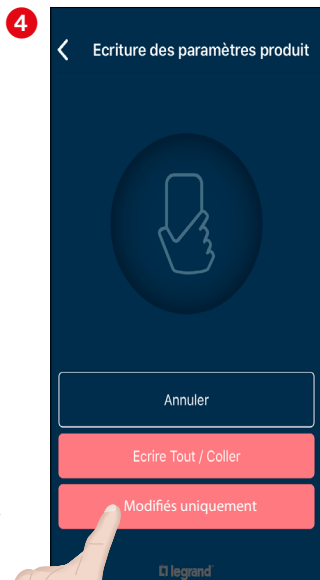 4
Ecriture des paramètres produit
Annuler
Ecrire Tout / Coller
Modifiés uniquement
legrand